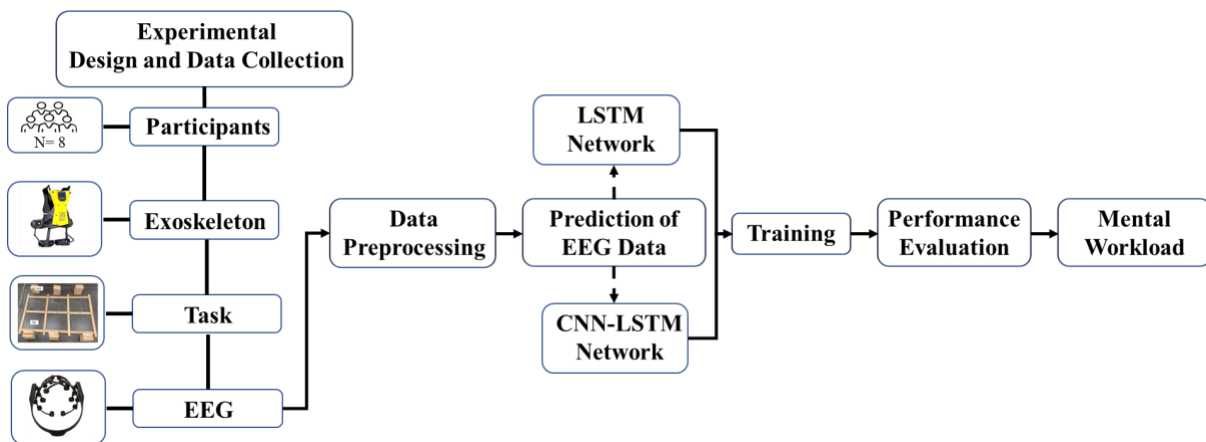 Experimental
Design and Data Collection
Participants
N= 8
Exoskeleton
Task
EEG
Data
Preprocessing
LSTM
Network
Prediction of
EEG Data
CNN-LSTM
Network
Training
Performance
Evaluation
Mental
Workload